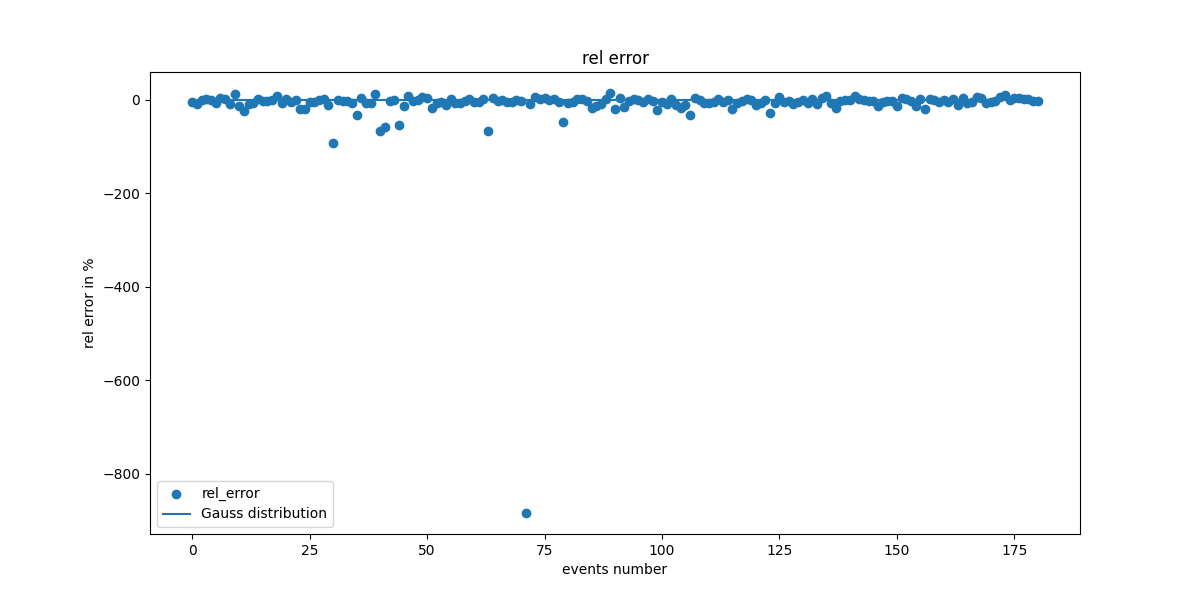 rel error
0
−200
−400
−600
−800
rel error in %
rel_error
Gauss distribution
0 25 50 75 100 125 150 175
events number